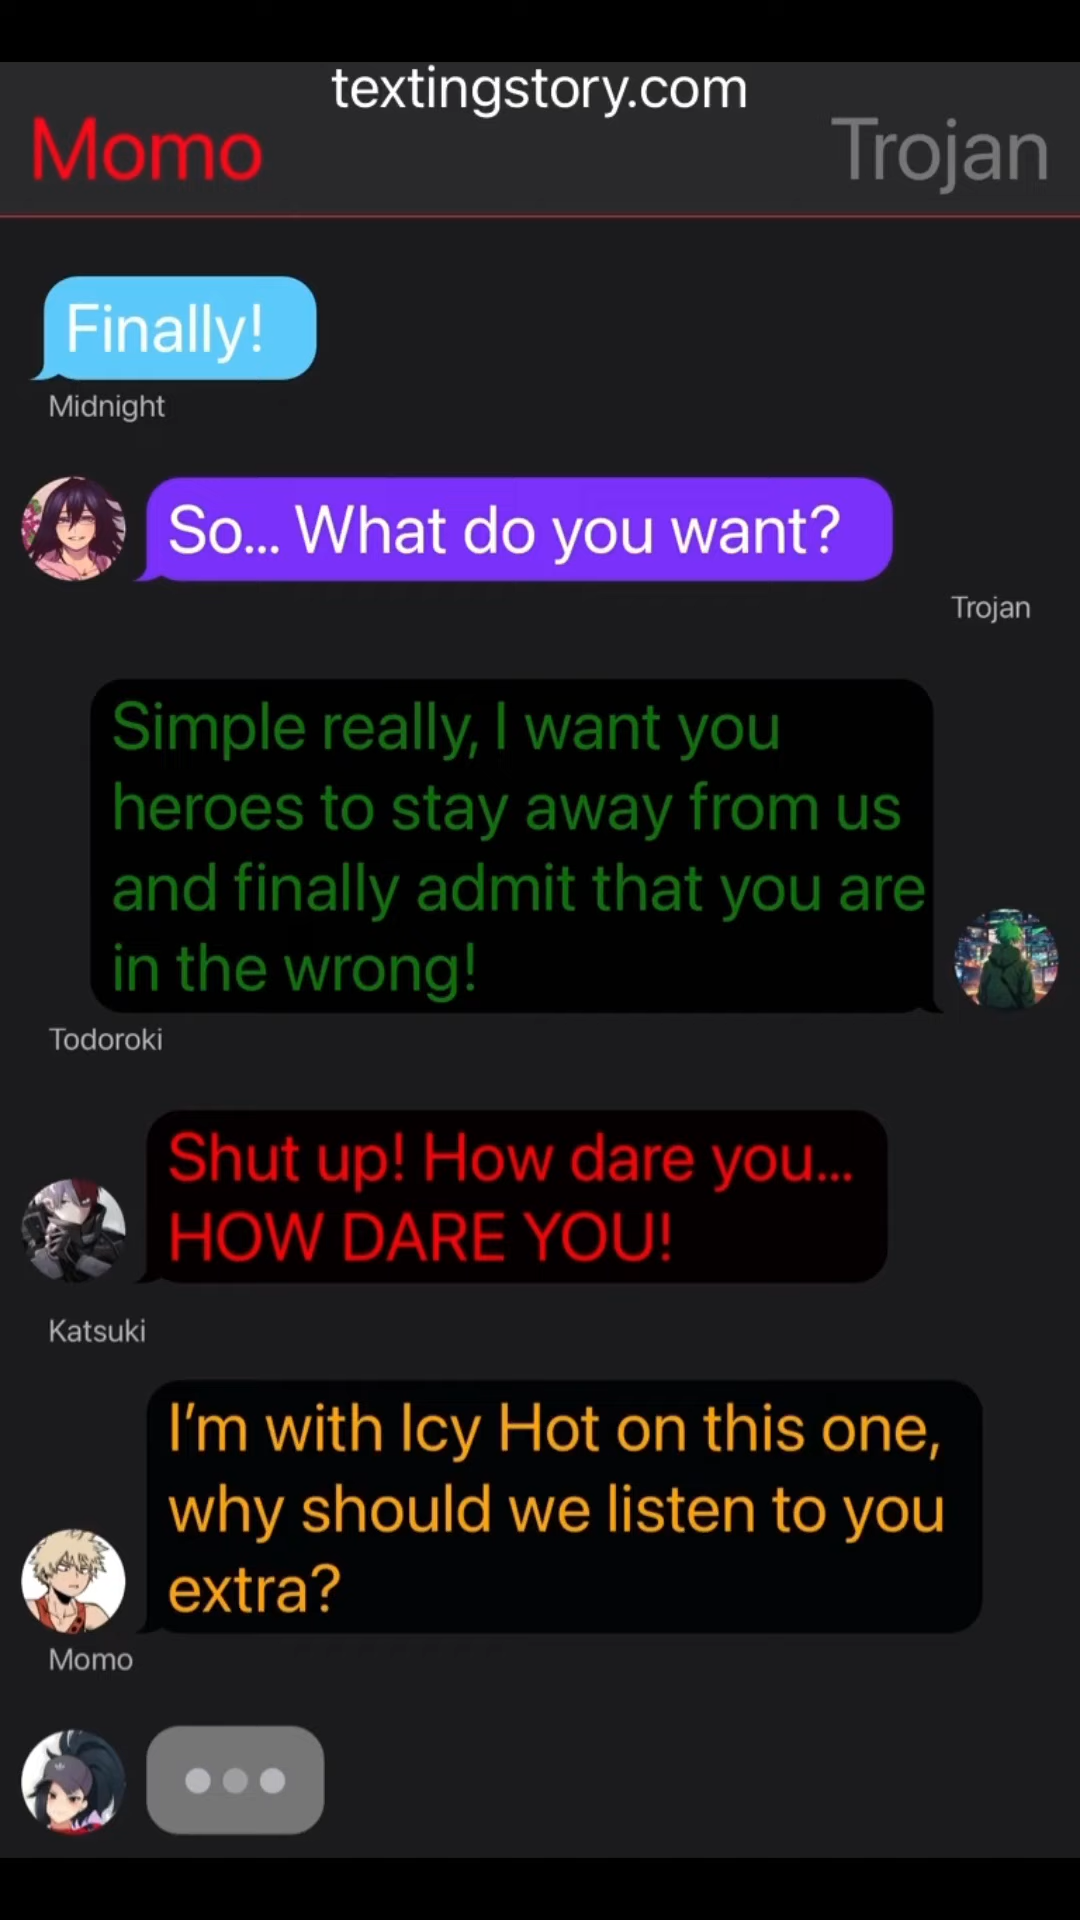 textingstory.com
Momo
Trojan
Finally!
Midnight
So... What do you want?
Trojan
Simple really, I want you
heroes to stay away from us
and finally admit that you are
in the wrong!
Todoroki
Shut up! How dare you...
HOW DARE YOU!
Katsuki
I'm with Icy Hot on this one,
why should we listen to you
extra?
Momo